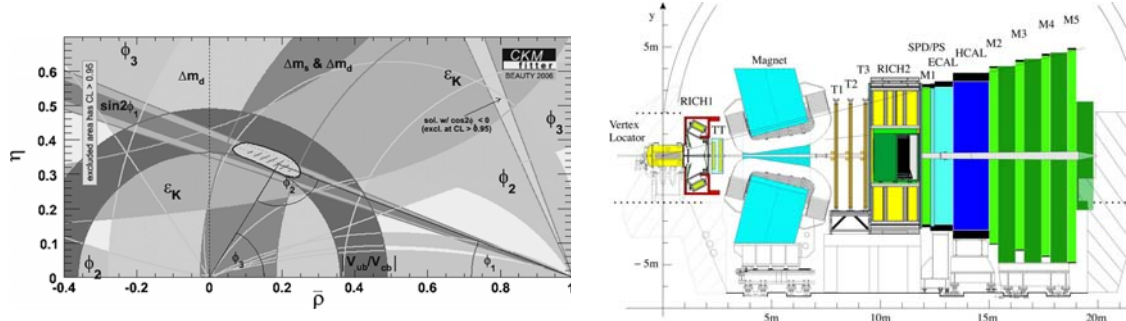 excluded area has CL > 0.95
ϕ3
Δmd
Δms & Δmd
CKM
fitter
BEAUTY 2006
εK
sin2ϕ1
sol. w/ cos2ϕ1 < 0
(excl. at CL > 0.95)
ϕ3
εK
ϕ2
ϕ2
ϕ2
ϕ3
|Vub/Vcb|
ϕ1
η
0.6
0.5
0.4
0.3
0.2
0.1
0
-0.4
-0.2
0
0.2
0.4
0.6
0.8
1
ρ̅
y
5m
Vertex
Locator
RICH1
TT
Magnet
T1
T2
T3
RICH2
M1
SPD/PS
ECAL
HCAL
M2
M3
M4
M5
− 5m
5m
10m
15m
20m
z